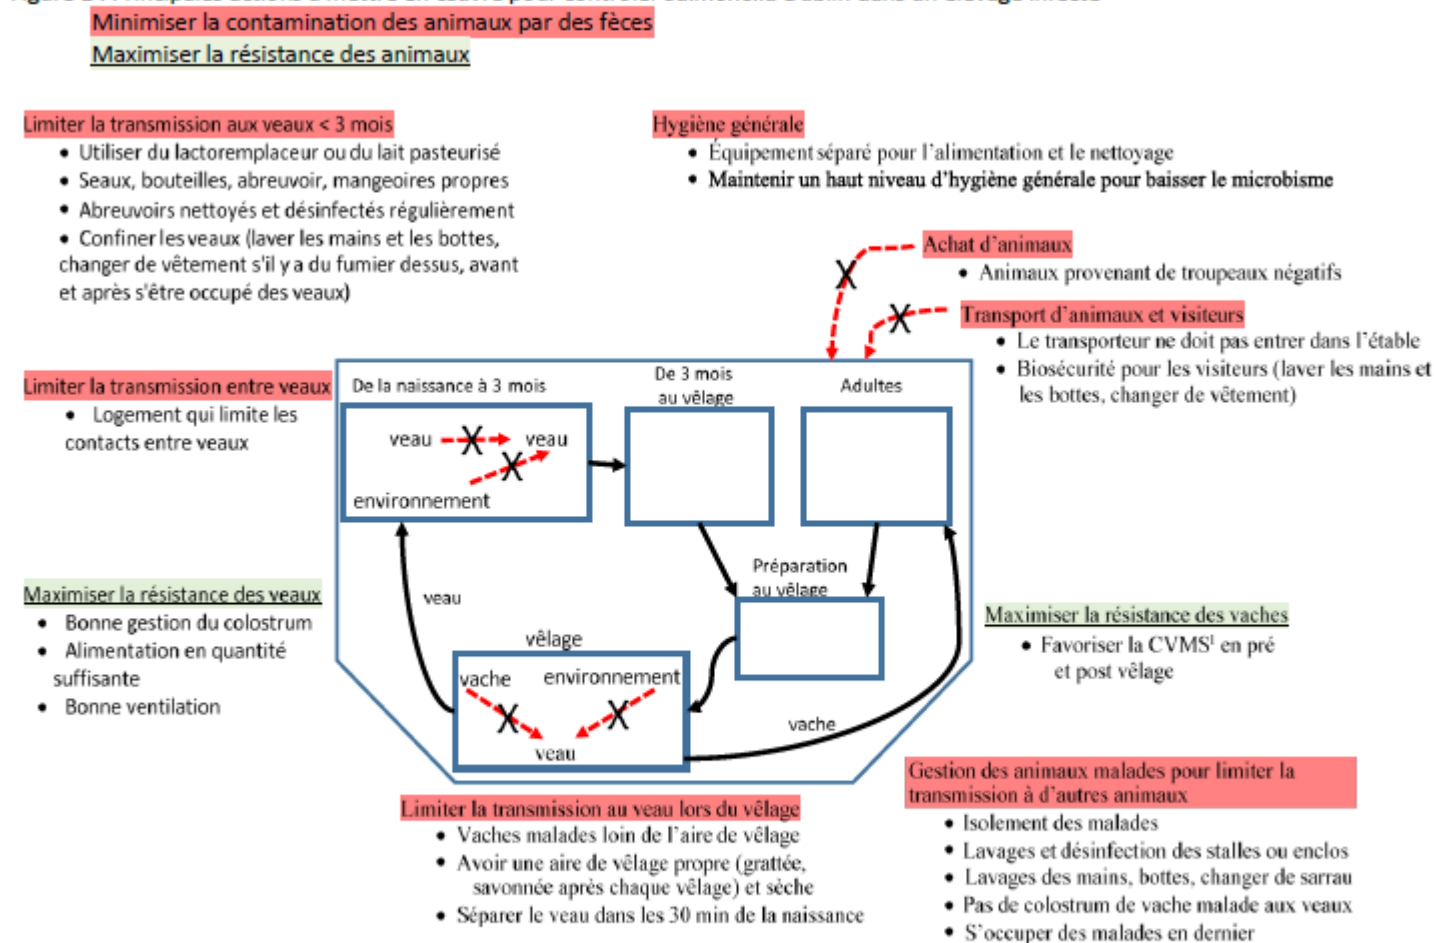 Minimiser la contamination des animaux par des fèces
Maximiser la résistance des animaux
Limiter la transmission aux veaux < 3 mois
• Utiliser du lactoremplaceur ou du lait pasteurisé
• Seaux, bouteilles, abreuvoir, mangeoires propres
• Abreuvoirs nettoyés et désinfectés régulièrement
• Confiner les veaux (laver les mains et les bottes,
changer de vêtement s'il y a du fumier dessus, avant
et après s'être occupé des veaux)
Hygiène générale
• Équipement séparé pour l'alimentation et le nettoyage
• Maintenir un haut niveau d'hygiène générale pour baisser le microbisme
Achat d'animaux
• Animaux provenant de troupeaux négatifs
Transport d'animaux et visiteurs
• Le transporteur ne doit pas entrer dans l'étable
• Biosécurité pour les visiteurs (laver les mains et
les bottes, changer de vêtement)
Limiter la transmission entre veaux
• Logement qui limite les
contacts entre veaux
De la naissance à 3 mois
De 3 mois
au vêlage
Adultes
veau
X
veau
X
environnement
X
X
Préparation
au vêlage
veau
Maximiser la résistance des veaux
• Bonne gestion du colostrum
• Alimentation en quantité
suffisante
• Bonne ventilation
vêlage
vache
environnement
X
X
veau
vache
Maximiser la résistance des vaches
• Favoriser la CVMS¹ en pré
et post vêlage
Limiter la transmission au veau lors du vêlage
• Vaches malades loin de l'aire de vêlage
• Avoir une aire de vêlage propre (grattée,
savonnée après chaque vêlage) et sèche
• Séparer le veau dans les 30 min de la naissance
Gestion des animaux malades pour limiter la
transmission à d'autres animaux
• Isolement des malades
• Lavages et désinfection des stalles ou enclos
• Lavages des mains, bottes, changer de sarrau
• Pas de colostrum de vache malade aux veaux
• S'occuper des malades en dernier